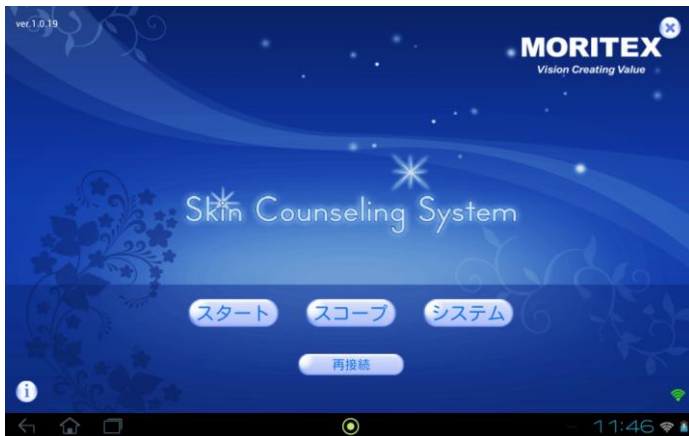 ver.1.0.19
MORITEX
Vision Creating Value
Skin Counseling System
スタート スコープ システム
再接続
i
11:46